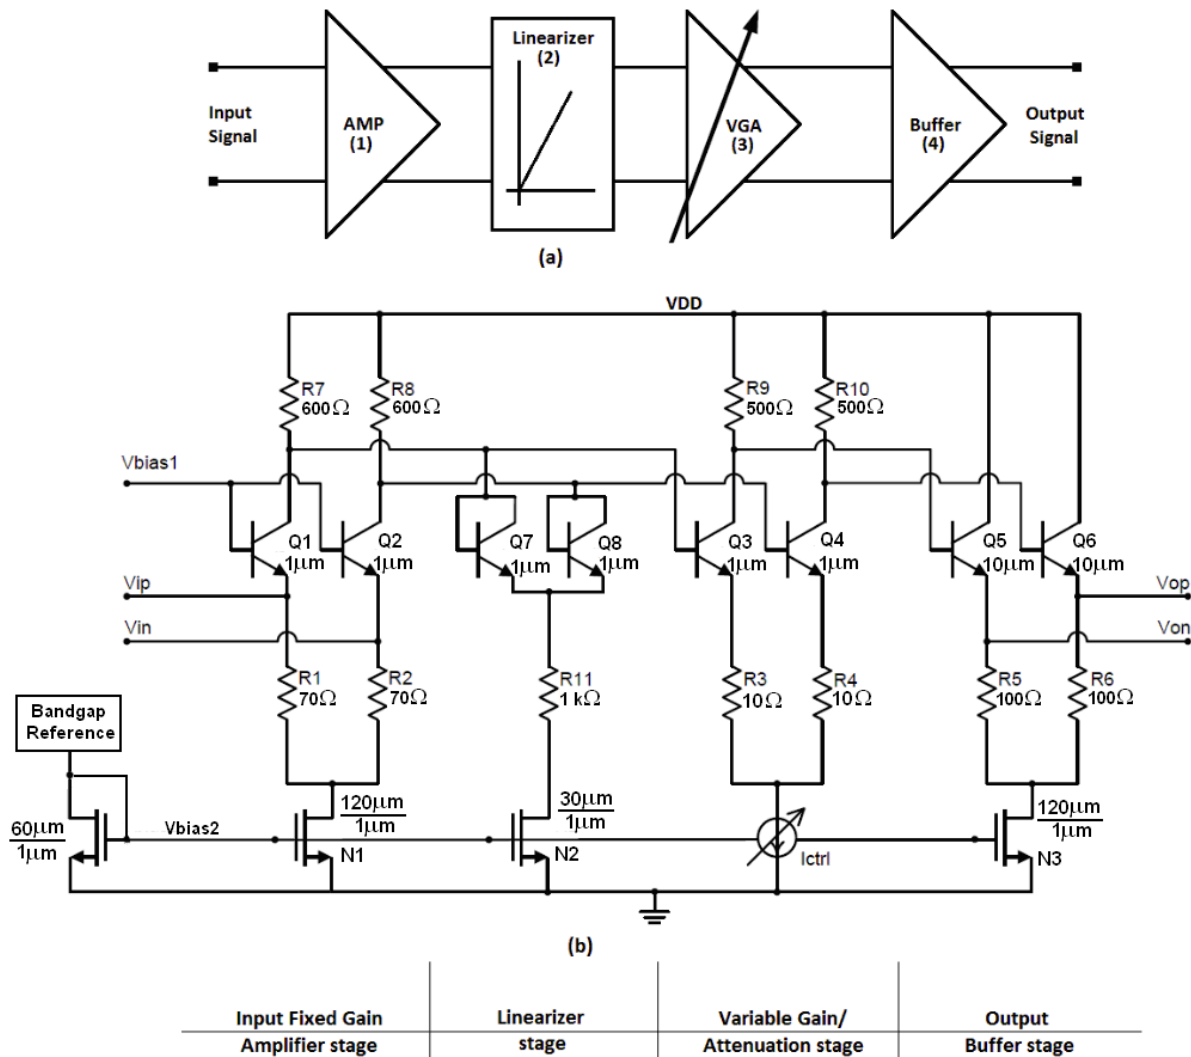 Linearizer
(2)
Input
Signal
AMP
(1)
VGA
(3)
Buffer
(4)
Output
Signal
(a)
VDD
R7
600Ω
R8
600Ω
R9
500Ω
R10
500Ω
Vbias1
Q1
1μm
Q2
1μm
Q7
1μm
Q8
1μm
Q3
1μm
Q4
1μm
Q5
10μm
Q6
10μm
Vip
Vop
Vin
Von
R1
70Ω
R2
70Ω
R11
1 kΩ
R3
10Ω
R4
10Ω
R5
100Ω
R6
100Ω
Bandgap
Reference
60μm
1μm
Vbias2
120μm
1μm
N1
30μm
1μm
N2
Ictrl
120μm
1μm
N3
(b)
Input Fixed Gain
Amplifier stage
Linearizer
stage
Variable Gain/
Attenuation stage
Output
Buffer stage